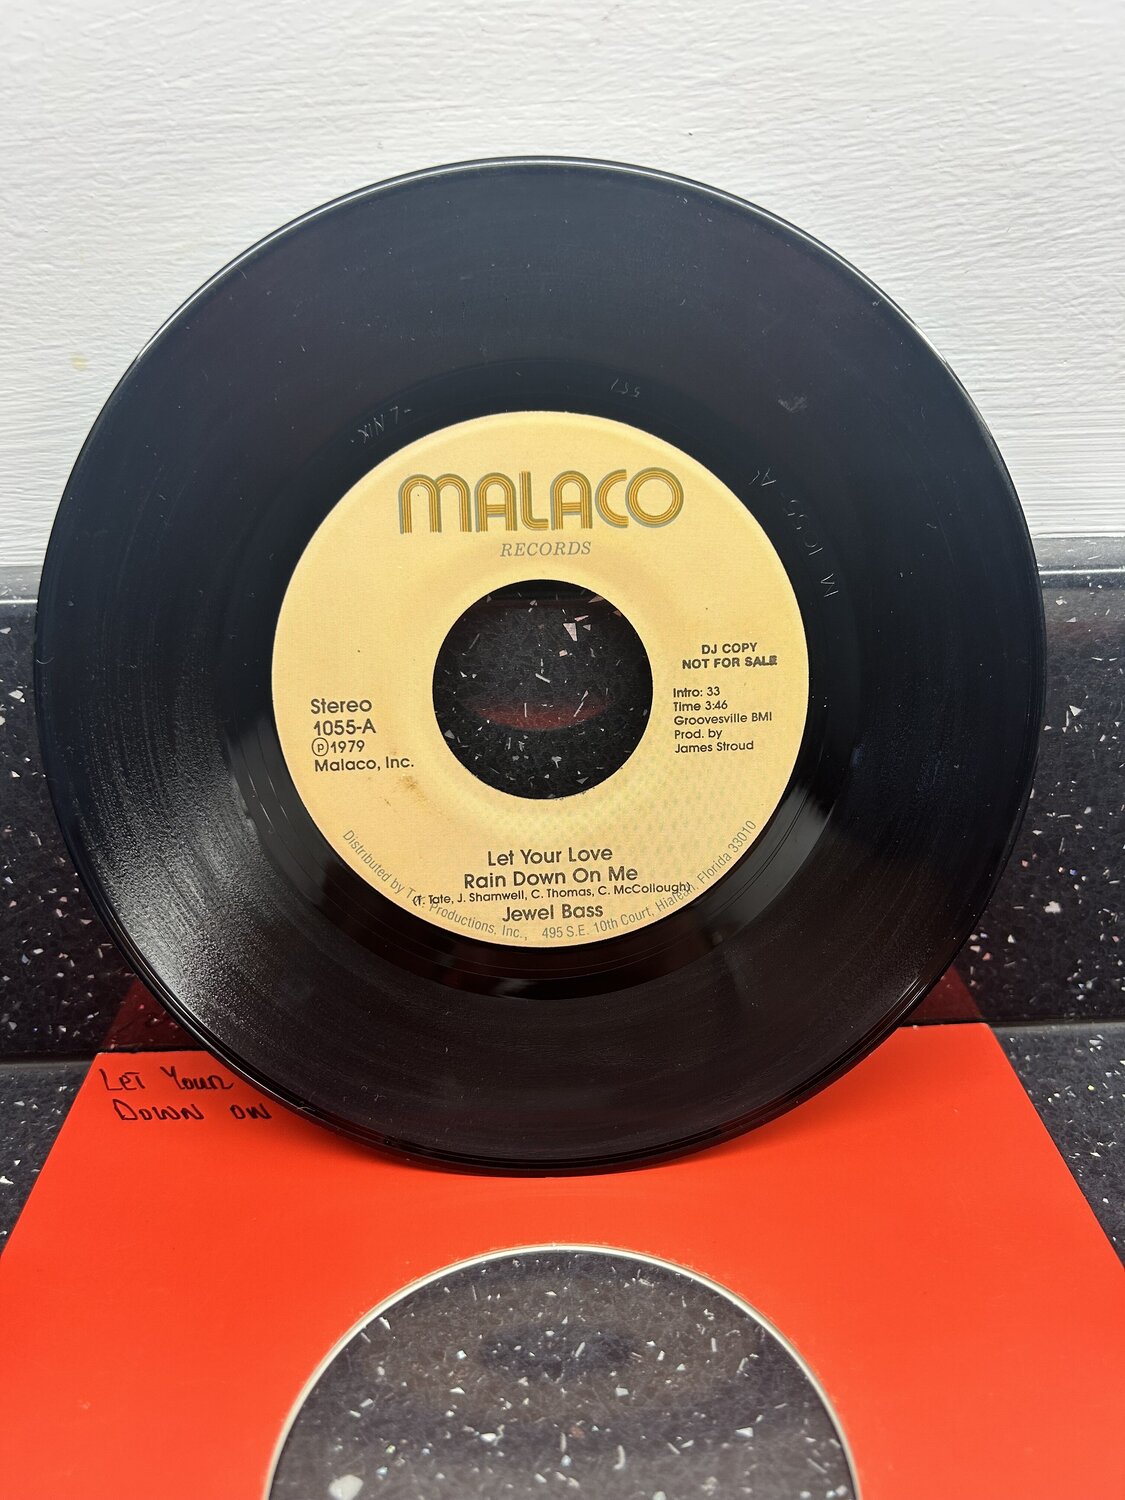 MALACO
RECORDS
DJ COPY
NOT FOR SALE
Intro: 33
Time 3:46
Groovesville BMI
Prod. by
James Stroud
Stereo
1055-A
Ⓟ1979
Malaco, Inc.
Let Your Love
Rain Down On Me
(T. Tate, J. Shamwell, C. Thomas, C. McCollough)
Jewel Bass
Distributed by T.K. Productions, Inc., 495 S.E. 10th Court, Hialeah, Florida 33010
LET YOUR
DOWN ON